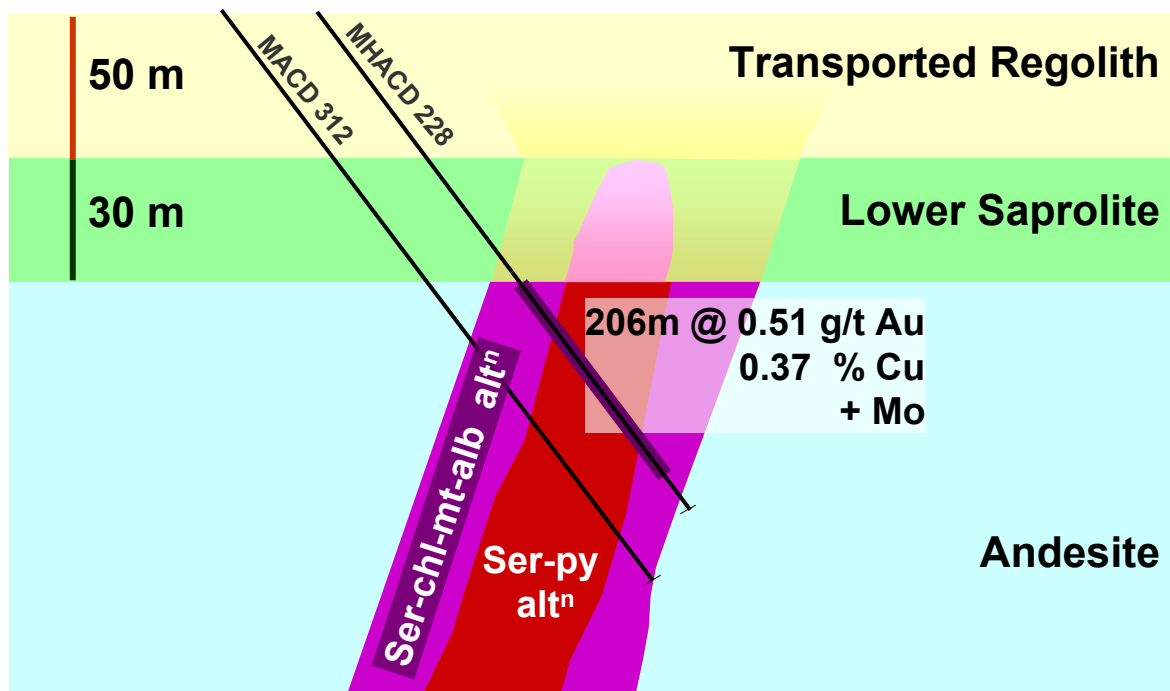 50 m
MACD 312
MHACD 228
Transported Regolith
30 m
Lower Saprolite
206m @ 0.51 g/t Au
0.37 % Cu
+ Mo
Ser-chl-mt-alb altⁿ
Ser-py
altⁿ
Andesite